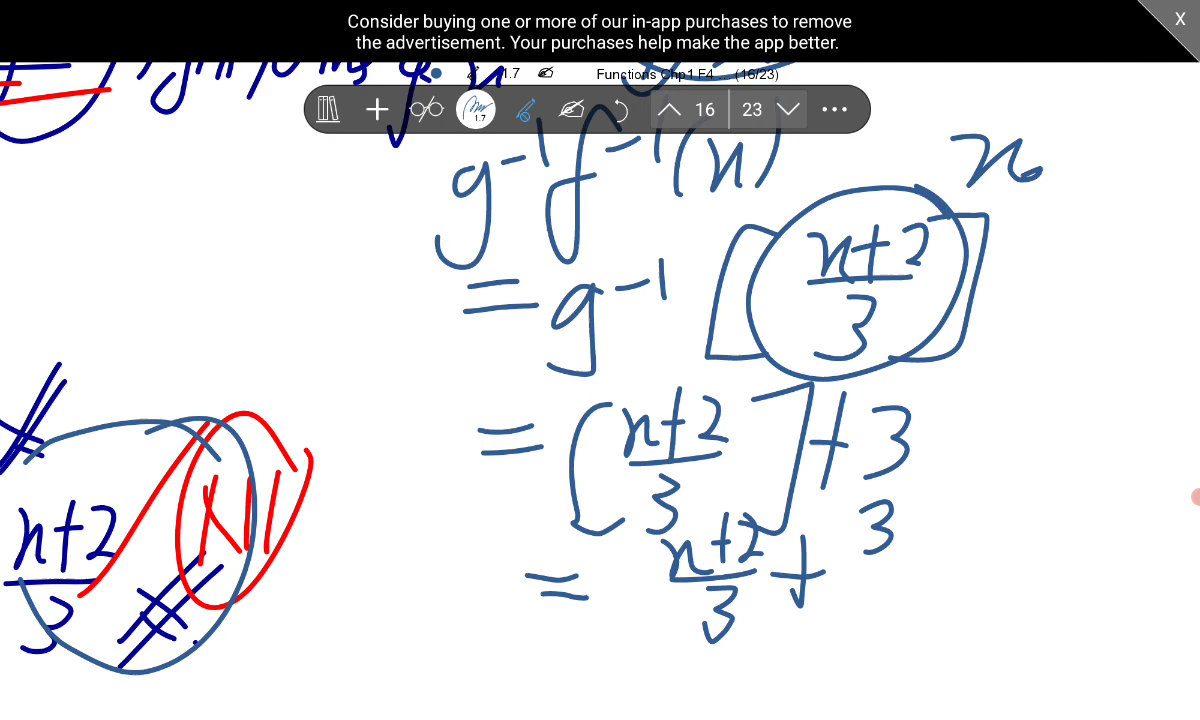 Consider buying one or more of our in-app purchases to remove
the advertisement. Your purchases help make the app better.
X
1.7 Functions Chp1 F4 ... (16/23)
1.7 16 23
g⁻¹f⁻¹(x)
x
= g⁻¹ [(x+2)/3]
= [(x+2)/3] + 3
= (x+2)/3 + 3
(x+2)/3